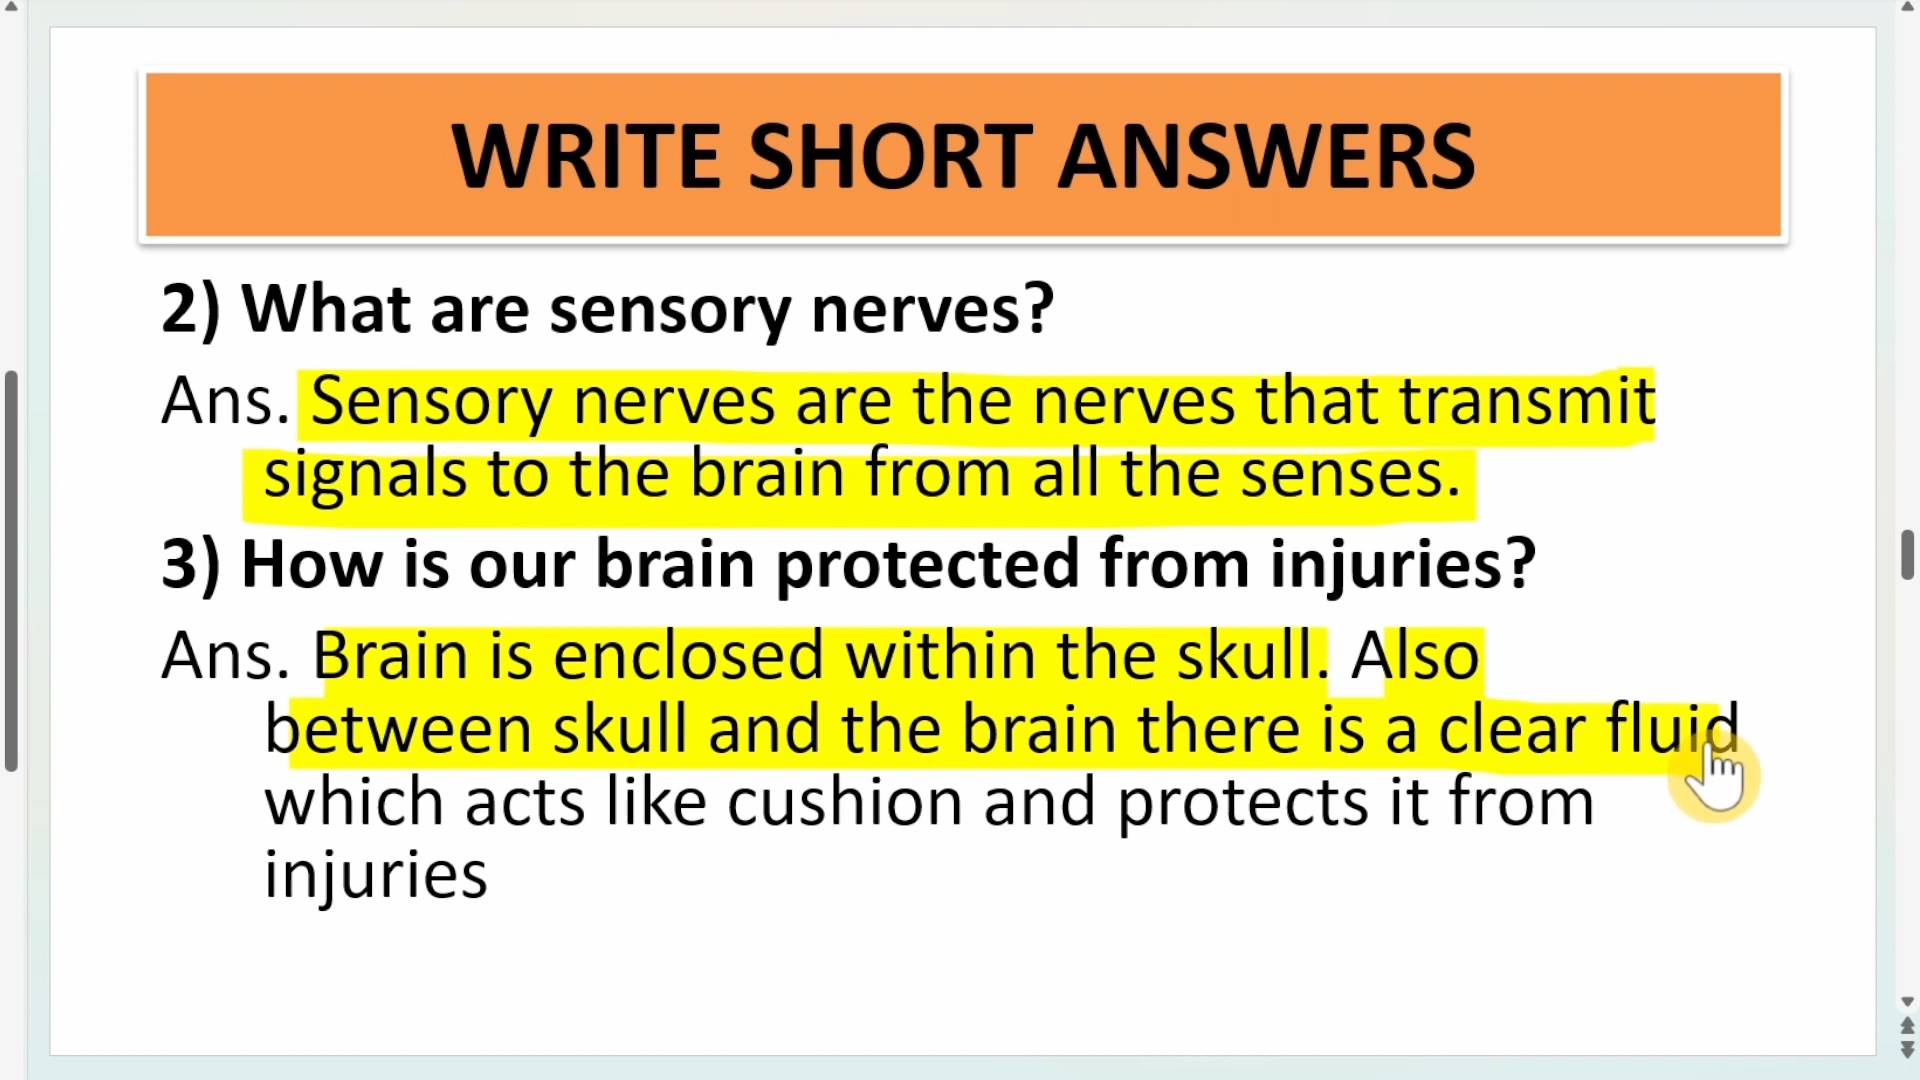 WRITE SHORT ANSWERS
2) What are sensory nerves?
Ans. Sensory nerves are the nerves that transmit
signals to the brain from all the senses.
3) How is our brain protected from injuries?
Ans. Brain is enclosed within the skull. Also
between skull and the brain there is a clear fluid
which acts like cushion and protects it from
injuries